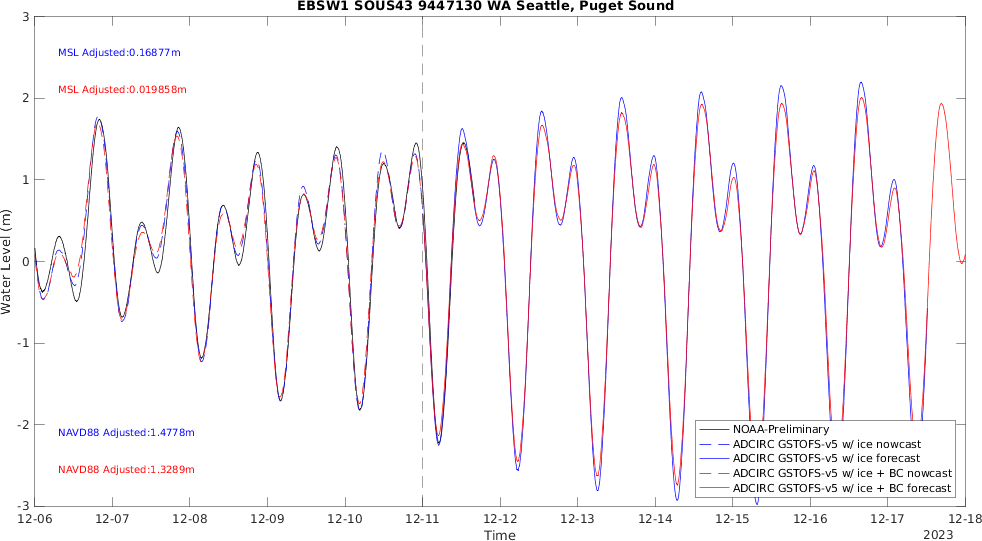 EBSW1 SOUS43 9447130 WA Seattle, Puget Sound
MSL Adjusted:0.16877m
MSL Adjusted:0.019858m
NAVD88 Adjusted:1.4778m
NAVD88 Adjusted:1.3289m
Water Level (m)
3
2
1
0
-1
-2
-3
NOAA-Preliminary
ADCIRC GSTOFS-v5 w/ ice nowcast
ADCIRC GSTOFS-v5 w/ ice forecast
ADCIRC GSTOFS-v5 w/ ice + BC nowcast
ADCIRC GSTOFS-v5 w/ ice + BC forecast
12-06 12-07 12-08 12-09 12-10 12-11 12-12 12-13 12-14 12-15 12-16 12-17 12-18
Time
2023